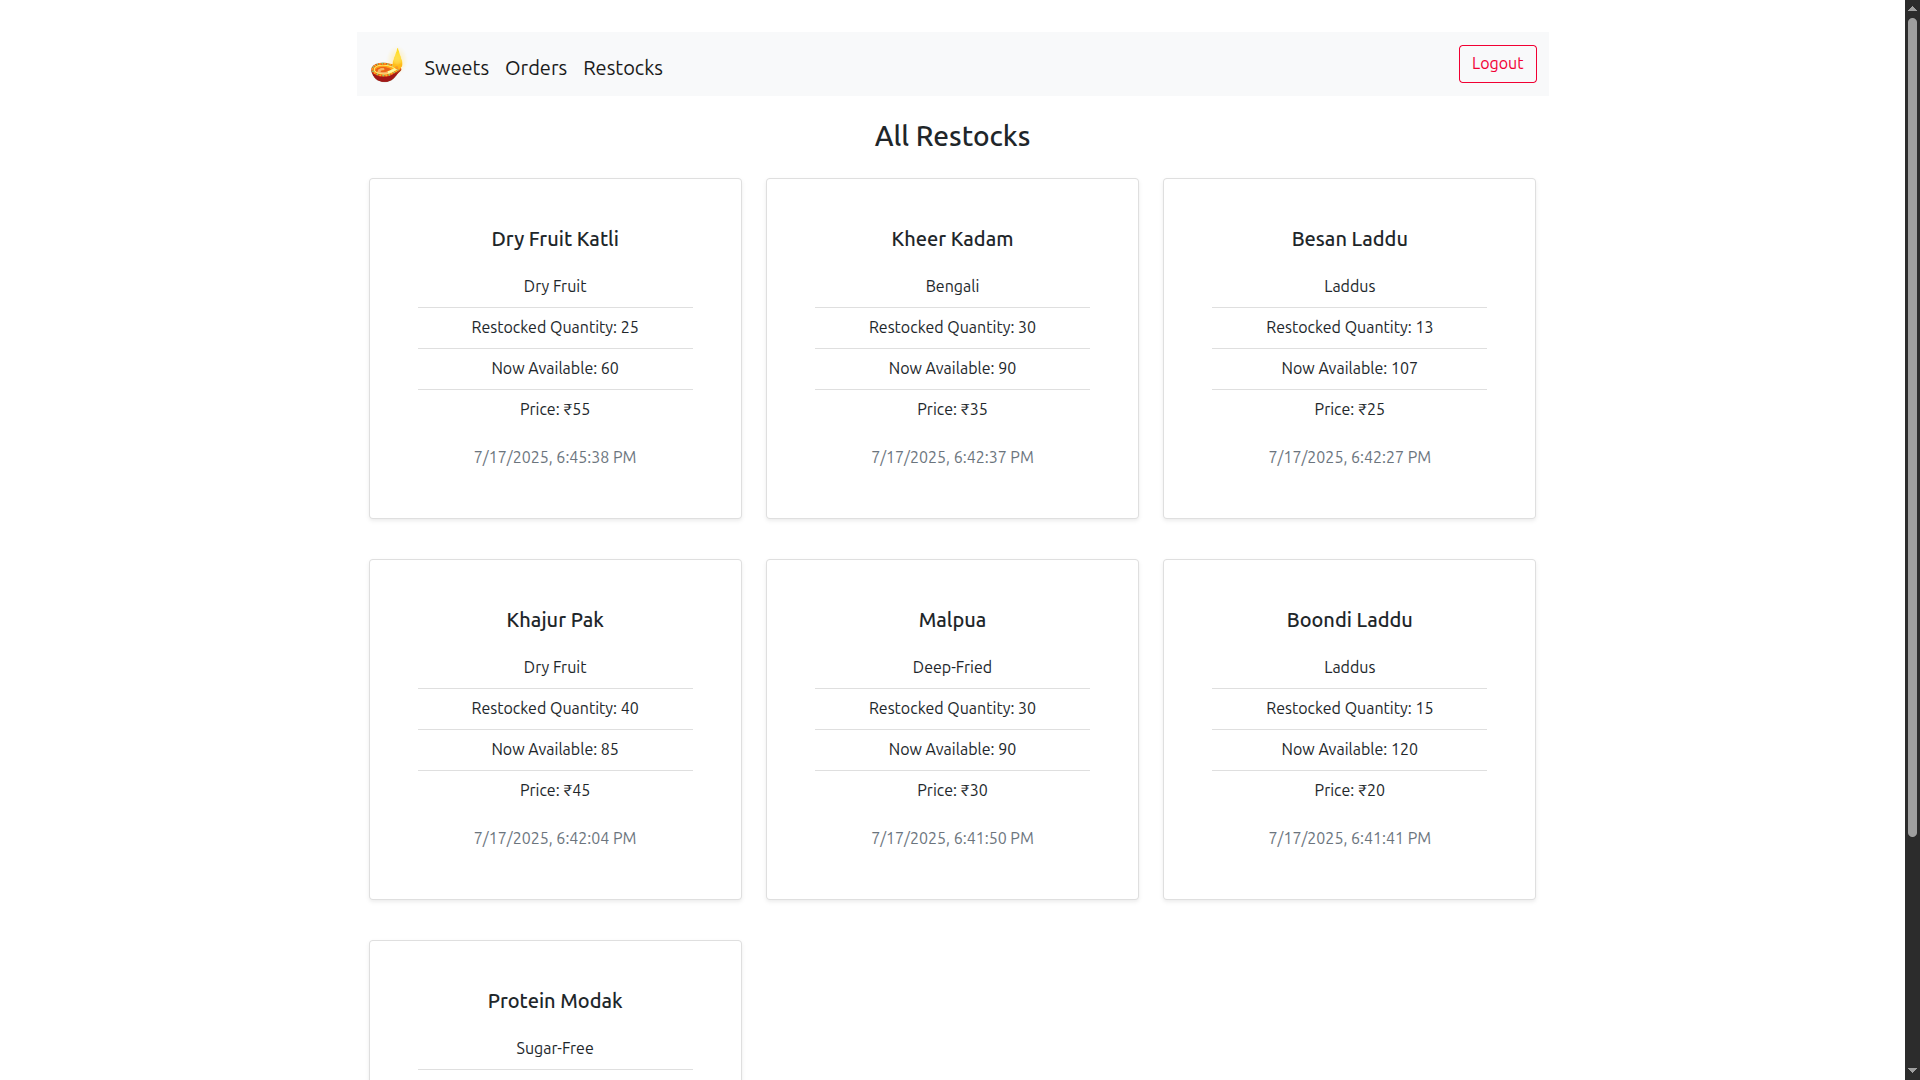 Sweets Orders Restocks Logout
All Restocks
Dry Fruit Katli
Dry Fruit
Restocked Quantity: 25
Now Available: 60
Price: ₹55
7/17/2025, 6:45:38 PM
Kheer Kadam
Bengali
Restocked Quantity: 30
Now Available: 90
Price: ₹35
7/17/2025, 6:42:37 PM
Besan Laddu
Laddus
Restocked Quantity: 13
Now Available: 107
Price: ₹25
7/17/2025, 6:42:27 PM
Khajur Pak
Dry Fruit
Restocked Quantity: 40
Now Available: 85
Price: ₹45
7/17/2025, 6:42:04 PM
Malpua
Deep-Fried
Restocked Quantity: 30
Now Available: 90
Price: ₹30
7/17/2025, 6:41:50 PM
Boondi Laddu
Laddus
Restocked Quantity: 15
Now Available: 120
Price: ₹20
7/17/2025, 6:41:41 PM
Protein Modak
Sugar-Free